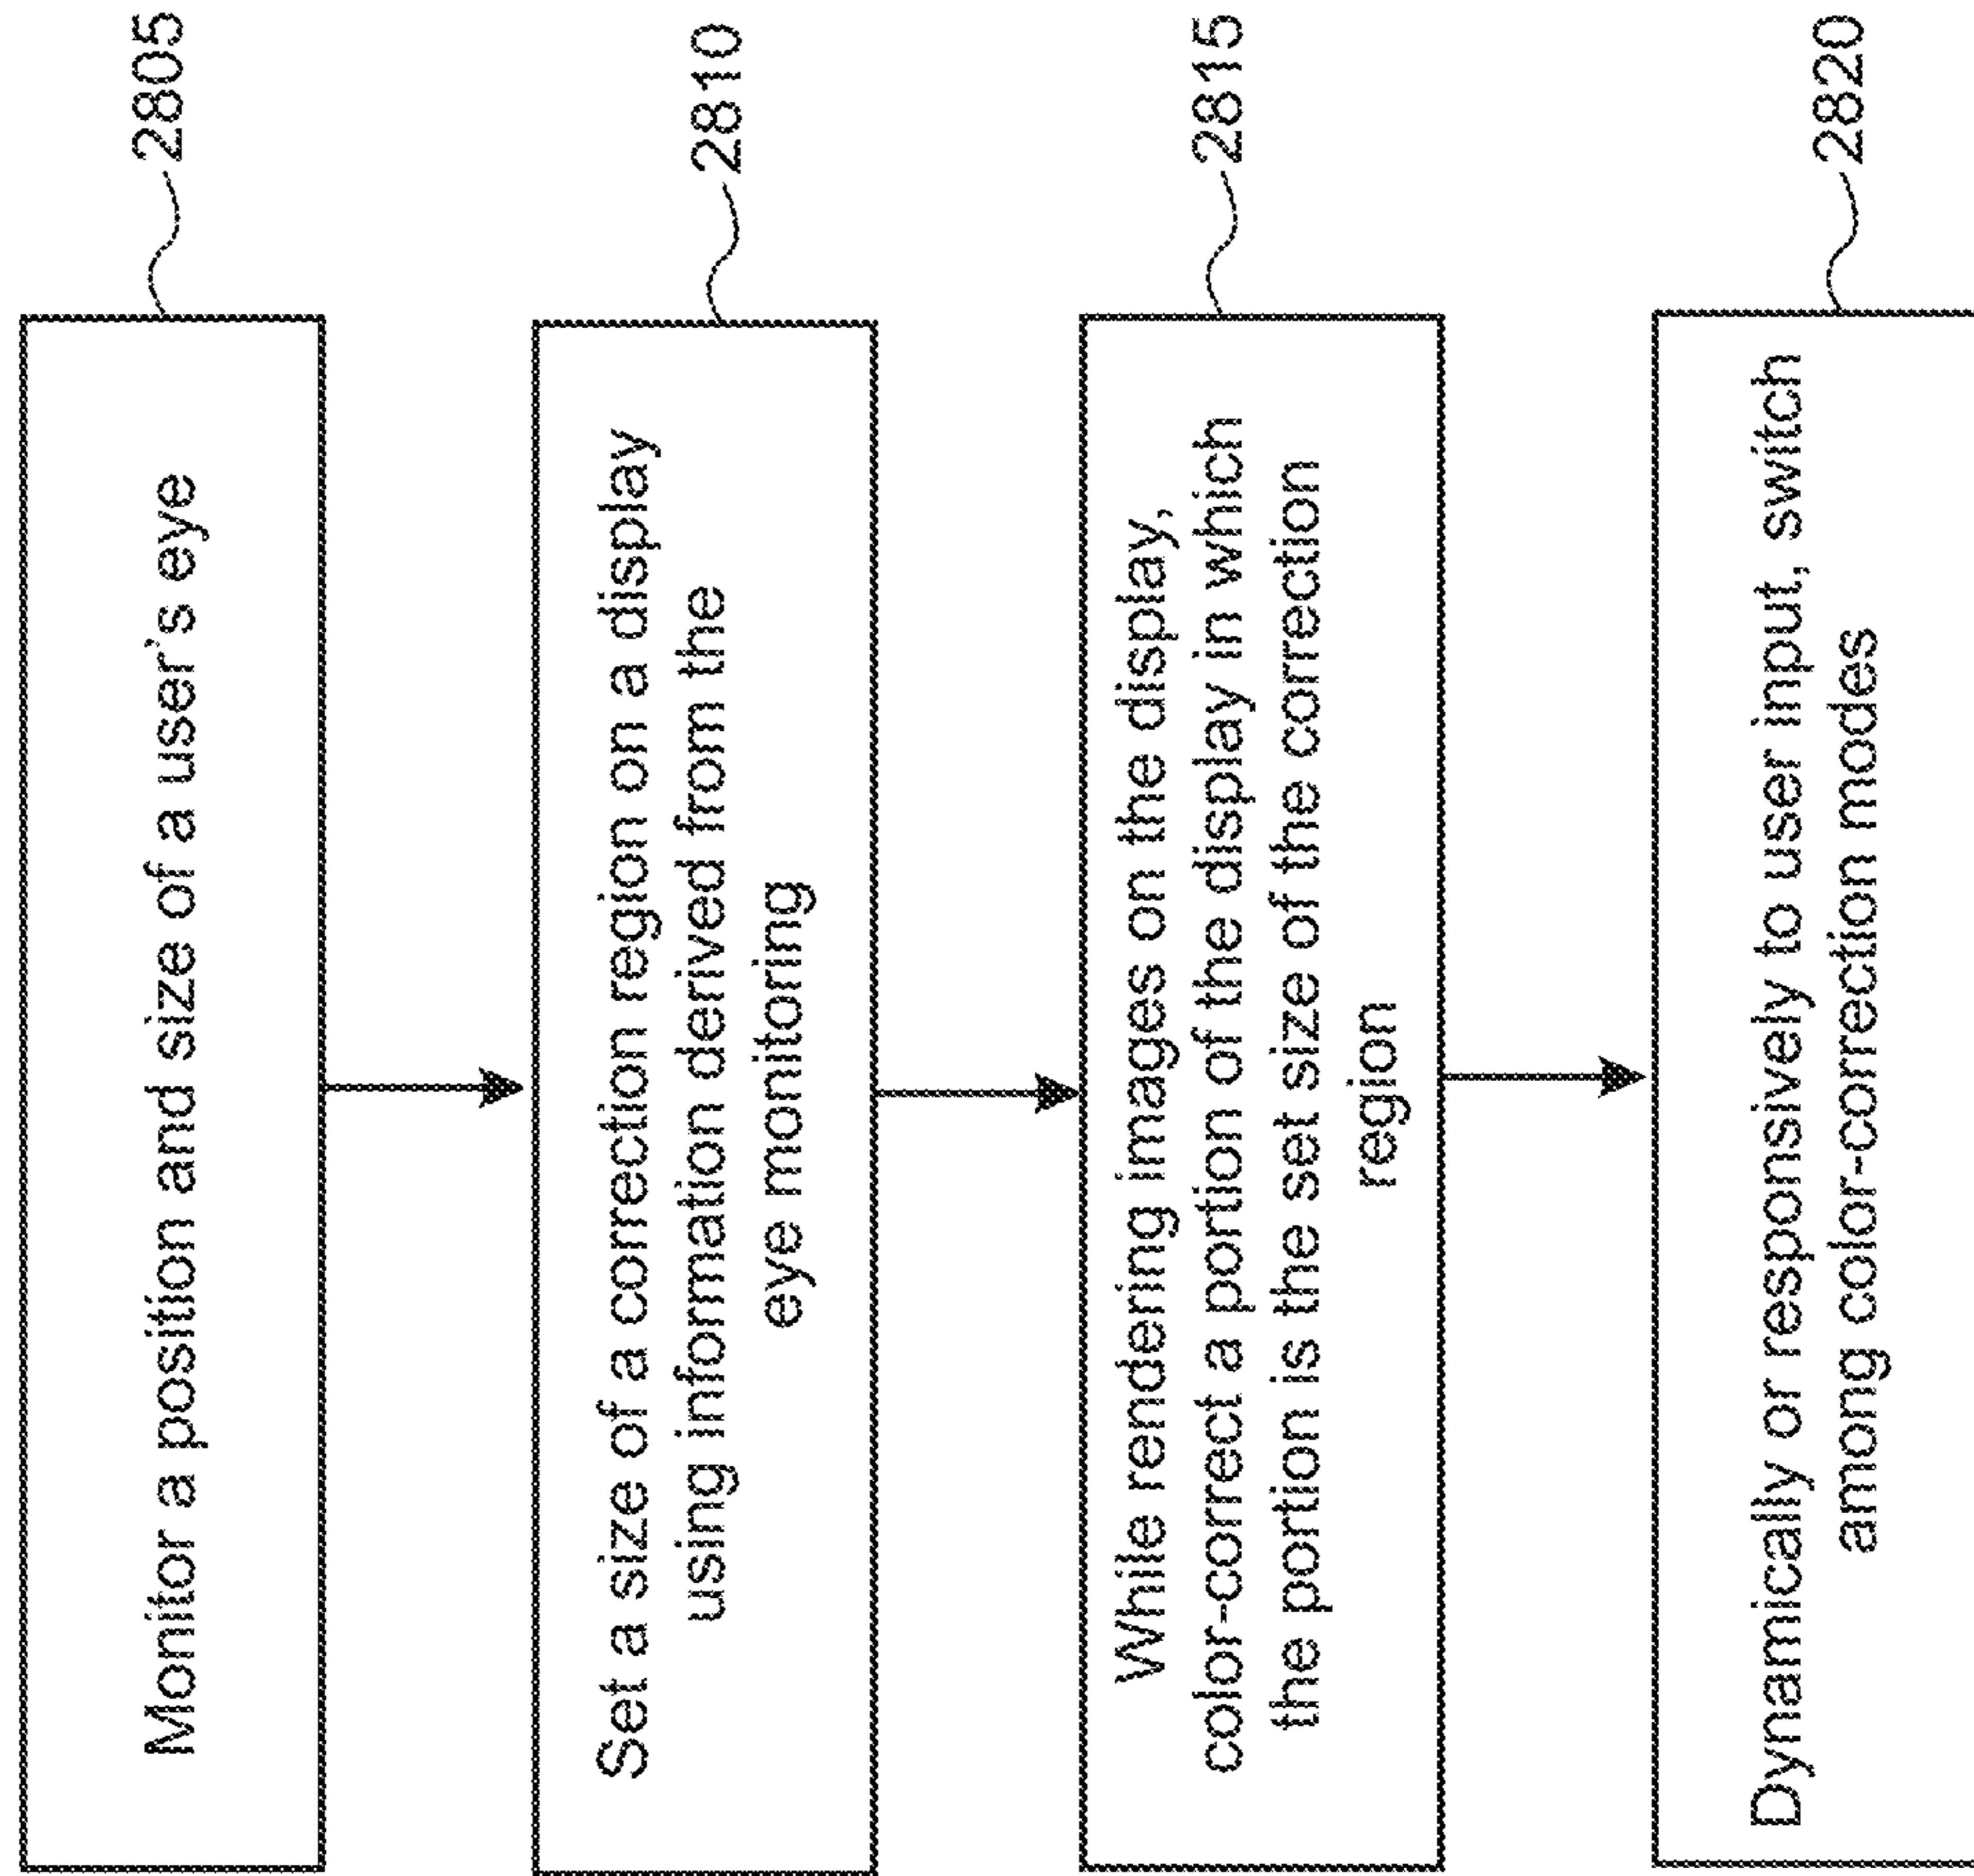 Monitor a position and size of a user's eye
2805
Set a size of a correction region on a display
using information derived from the
eye monitoring
2810
While rendering images on the display,
color-correct a portion of the display in which
the portion is the set size of the correction
region
2815
Dynamically or responsively to user input, switch
among color-correction modes
2820